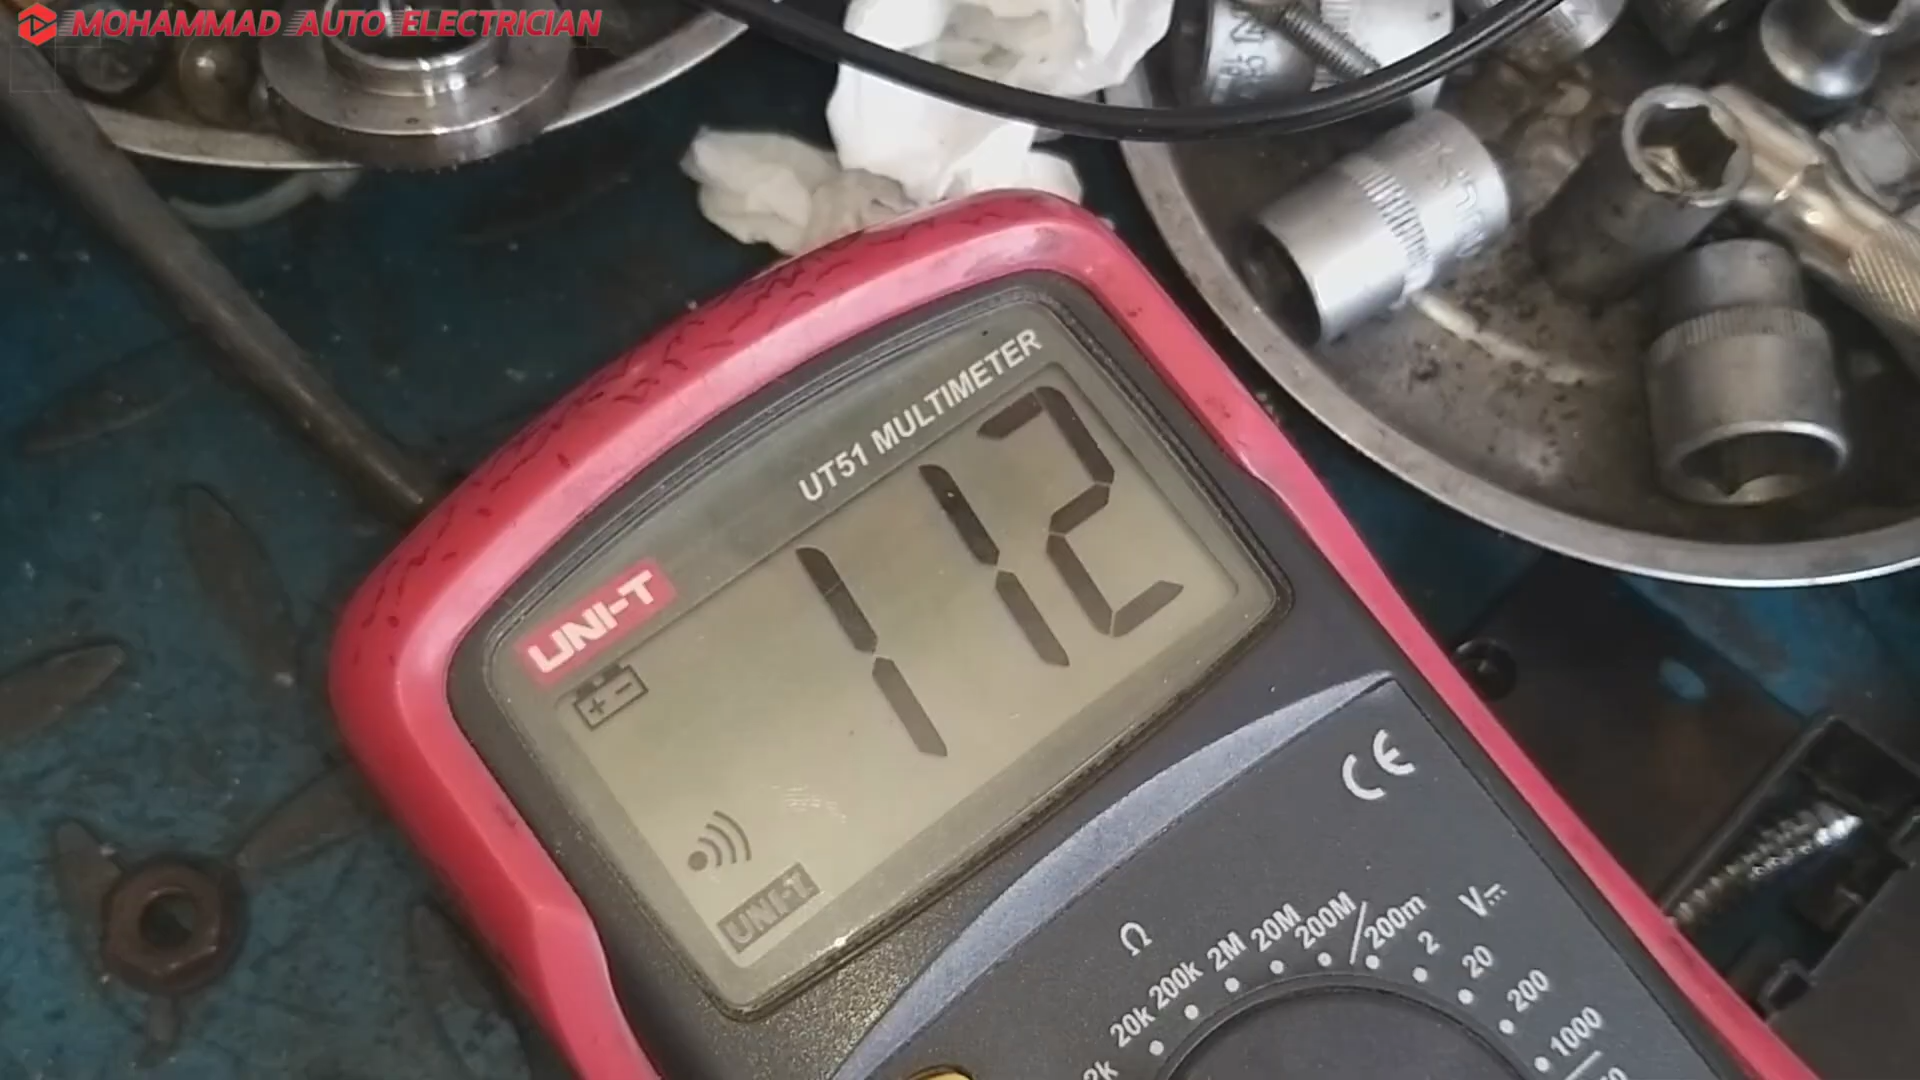 MOHAMMAD AUTO ELECTRICIAN
UT51 MULTIMETER
UNI-T
112
UNI-T
CE
Ω
2k
20k
200k
2M
20M
200M
200m
2
20
200
1000
V